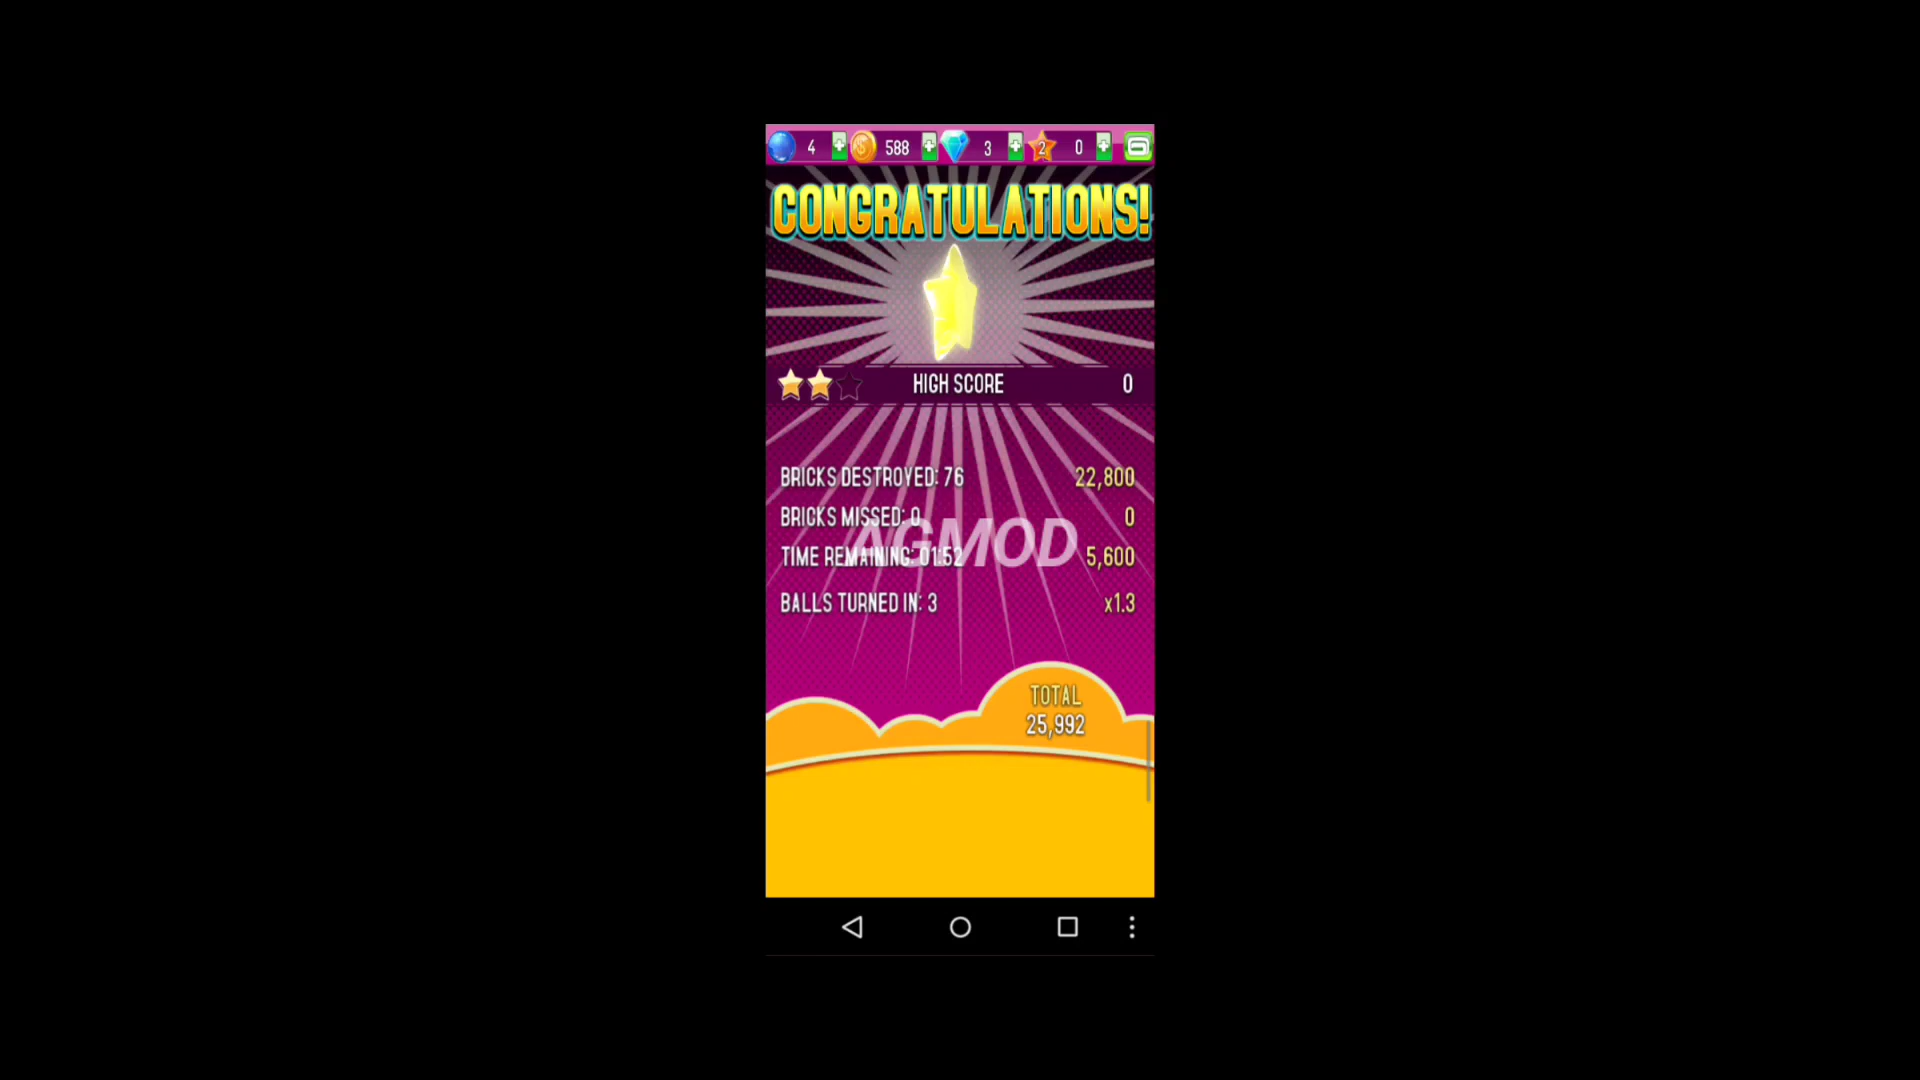 4 588 3 2 0
CONGRATULATIONS!
HIGH SCORE 0
BRICKS DESTROYED: 76 22,800
BRICKS MISSED: 0 0
AGMOD
TIME REMAINING: 01:52 5,600
BALLS TURNED IN: 3 x1.3
TOTAL
25,992